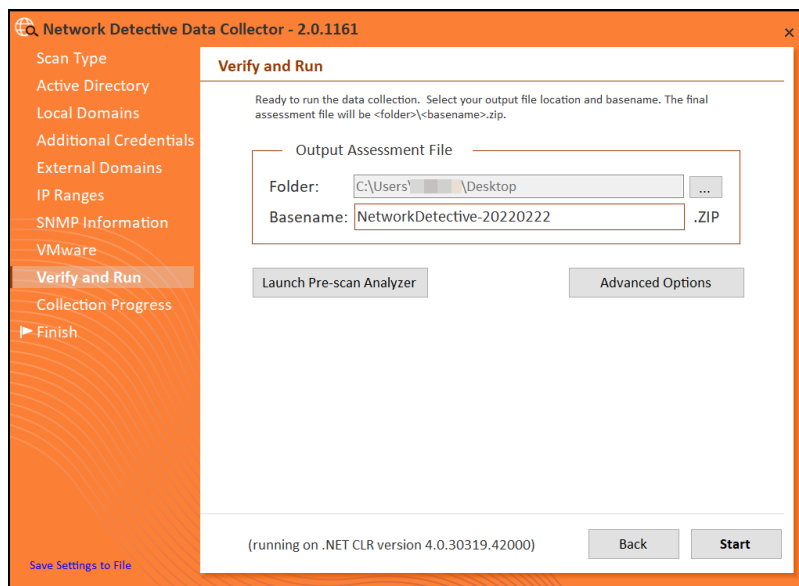 Network Detective Data Collector - 2.0.1161
Scan Type
Active Directory
Local Domains
Additional Credentials
External Domains
IP Ranges
SNMP Information
VMware
Verify and Run
Collection Progress
Finish
Save Settings to File
Verify and Run
Ready to run the data collection. Select your output file location and basename. The final
assessment file will be <folder>\<basename>.zip.
Output Assessment File
Folder: C:\Users\ \Desktop ...
Basename: NetworkDetective-20220222 .ZIP
Launch Pre-scan Analyzer Advanced Options
(running on .NET CLR version 4.0.30319.42000) Back Start